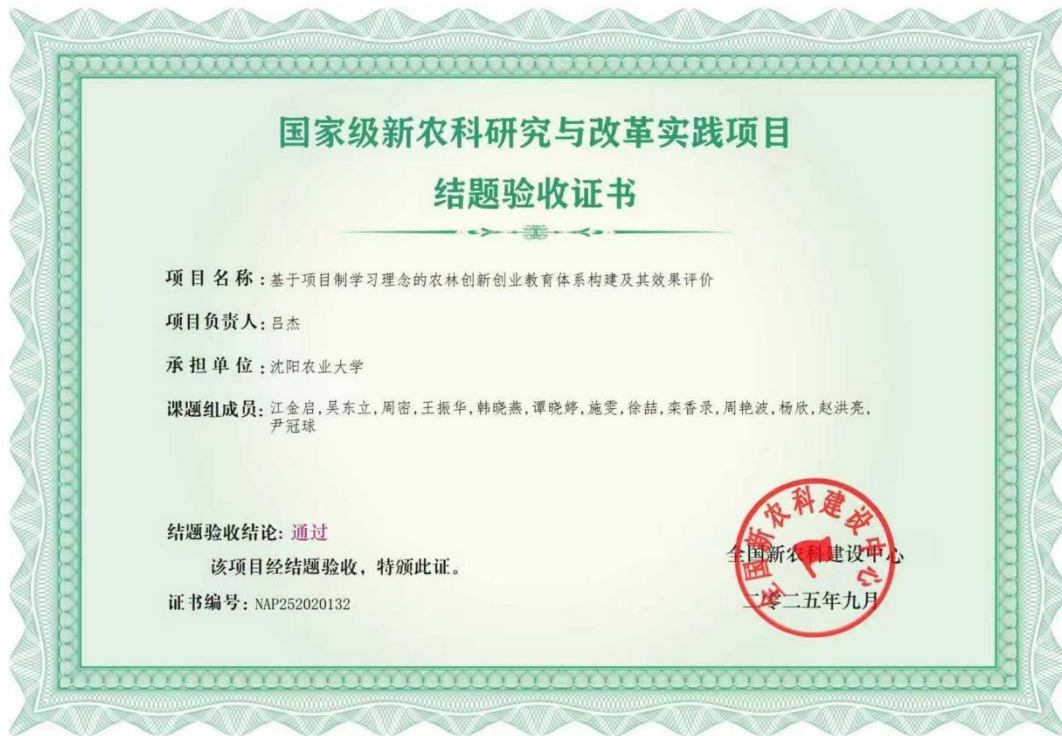 国家级新农科研究与改革实践项目
结题验收证书
项目名称:基于项目制学习理念的农林创新创业教育体系构建及其效果评价
项目负责人:吕杰
承担单位:沈阳农业大学
课题组成员:江金启,吴东立,周密,王振华,韩晓燕,谭晓婷,施雯,徐喆,栾香录,周艳波,杨欣,赵洪亮,
尹冠球
结题验收结论:通过
该项目经结题验收，特颁此证。
证书编号:NAP252020132
全国新农科建设中心
全国新农科建设中心
二零二五年九月